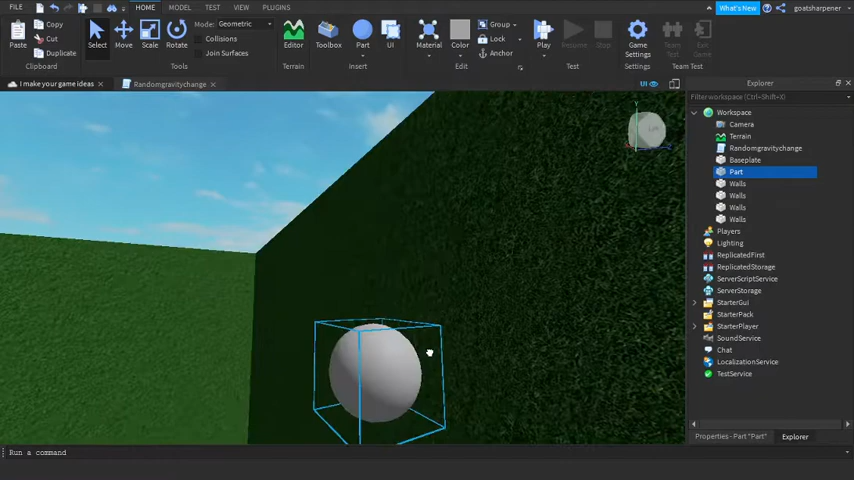 FILE HOME MODEL TEST VIEW PLUGINS What's New goatsharpener
Paste Copy Cut Duplicate Clipboard
Select Move Scale Rotate Mode: Geometric Collisions Join Surfaces Tools
Editor Terrain
Toolbox Part UI Insert
Material Color Group Lock Anchor Edit
Play Resume Stop Test
Game Settings Settings
Team Test Exit Game Team Test
I make your game ideas Randomgravitychange UI
Explorer
Filter workspace (Ctrl+Shift+X)
Workspace
Camera
Terrain
Randomgravitychange
Baseplate
Part
Walls
Walls
Walls
Walls
Players
Lighting
ReplicatedFirst
ReplicatedStorage
ServerScriptService
ServerStorage
StarterGui
StarterPack
StarterPlayer
SoundService
Chat
LocalizationService
TestService
Properties - Part "Part" Explorer
Run a command